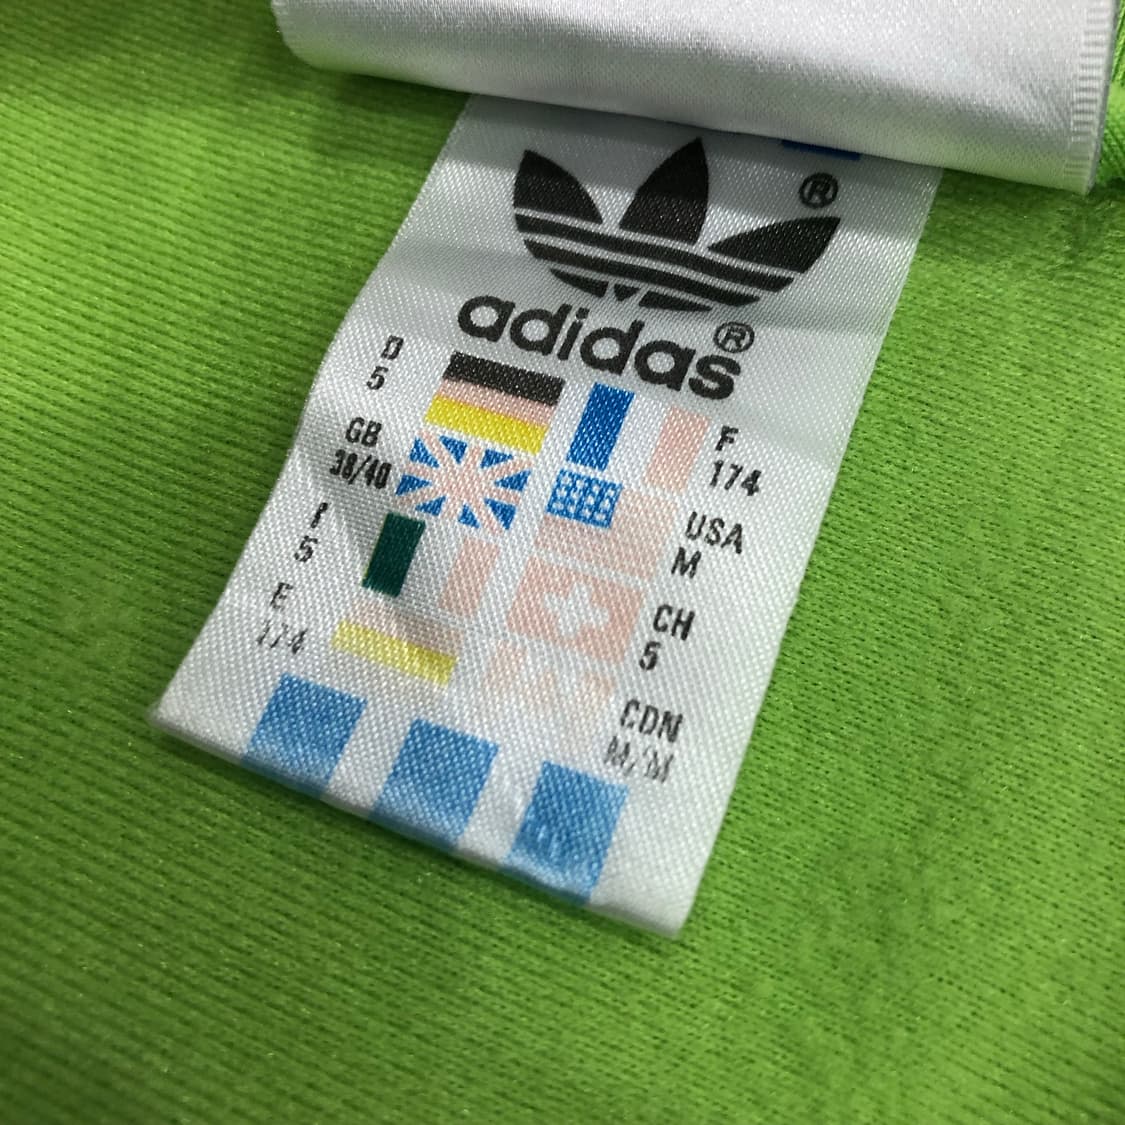 ®
adidas®
D
5
F
174
GB
38/40
USA
M
I
5
CH
5
E
174
CDN
M/M